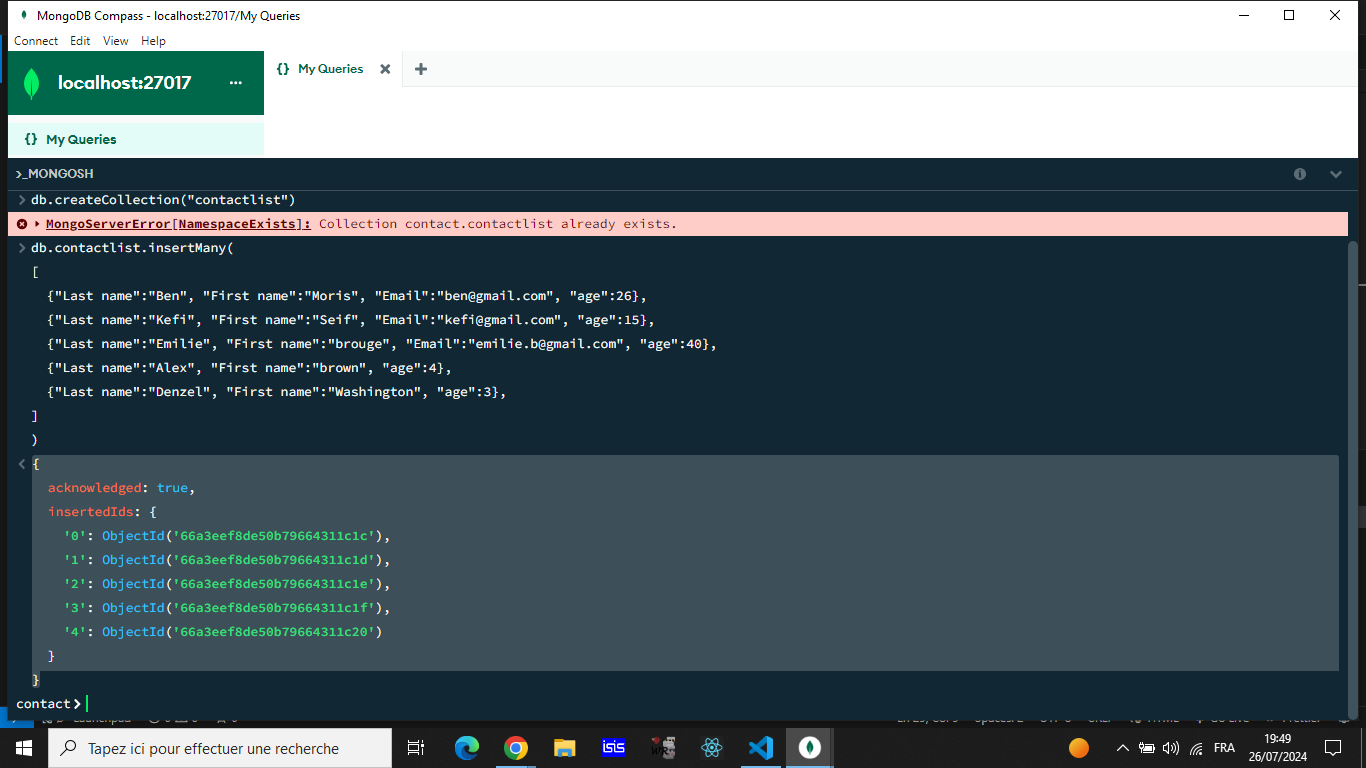 MongoDB Compass - localhost:27017/My Queries
Connect Edit View Help
localhost:27017 ...
{} My Queries
{} My Queries
>_MONGOSH
db.createCollection("contactlist")
MongoServerError[NamespaceExists]: Collection contact.contactlist already exists.
db.contactlist.insertMany(
[
{"Last name":"Ben", "First name":"Moris", "Email":"ben@gmail.com", "age":26},
{"Last name":"Kefi", "First name":"Seif", "Email":"kefi@gmail.com", "age":15},
{"Last name":"Emilie", "First name":"brouge", "Email":"emilie.b@gmail.com", "age":40},
{"Last name":"Alex", "First name":"brown", "age":4},
{"Last name":"Denzel", "First name":"Washington", "age":3},
]
)
{
acknowledged: true,
insertedIds: {
'0': ObjectId('66a3eef8de50b79664311c1c'),
'1': ObjectId('66a3eef8de50b79664311c1d'),
'2': ObjectId('66a3eef8de50b79664311c1e'),
'3': ObjectId('66a3eef8de50b79664311c1f'),
'4': ObjectId('66a3eef8de50b79664311c20')
}
}
contact>
Tapez ici pour effectuer une recherche
isis
FRA
19:49
26/07/2024